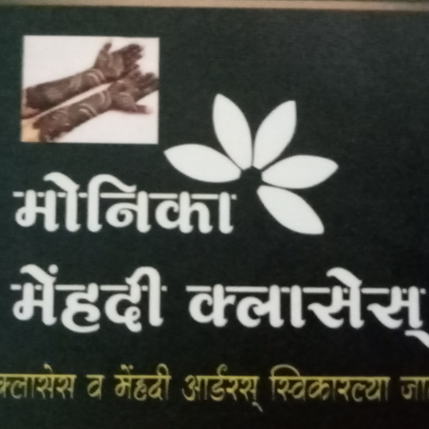 मोनिका
मेंहदी क्लासेस्
क्लासेस व मेंहदी आर्डरस् स्विकारल्या